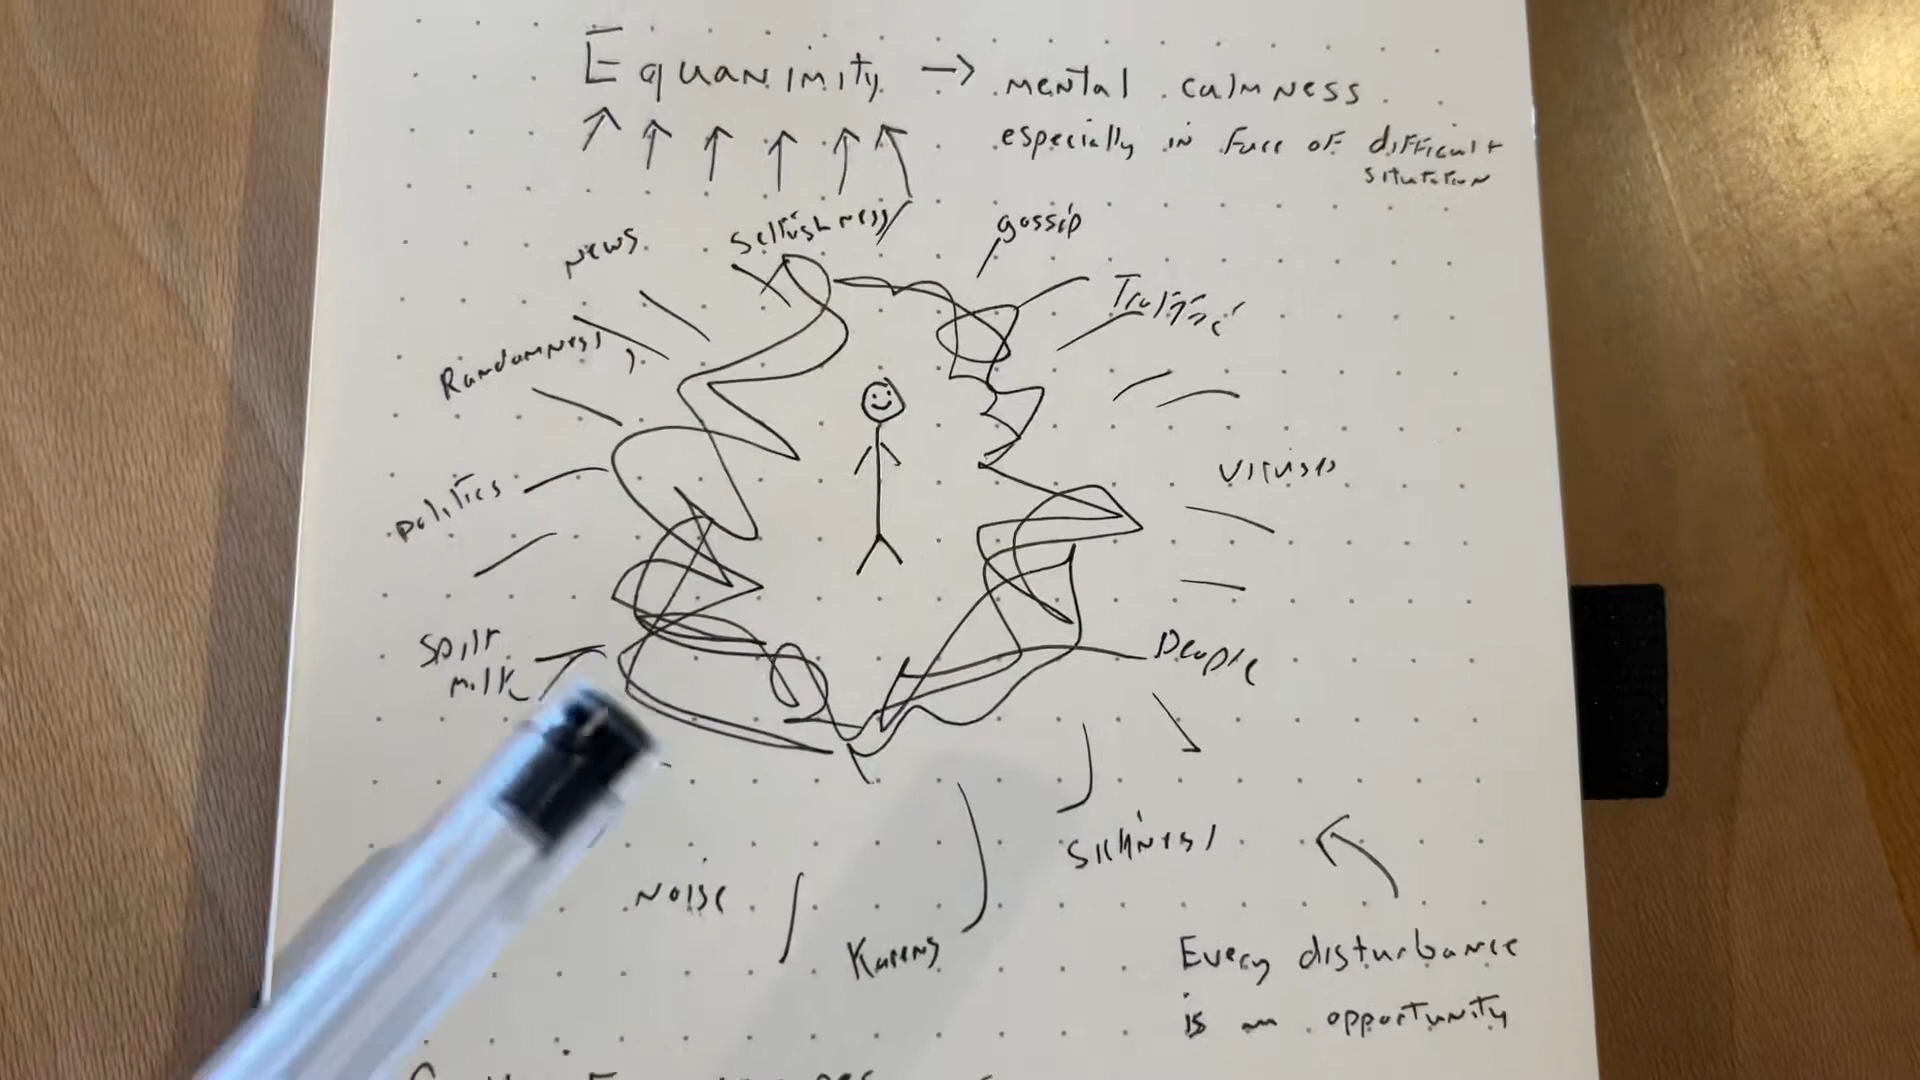 Equanimity → mental calmness
especially in face of difficult
situation
Selfishness
gossip
News
Traffic
Randomness
Politics
Viruses
Spilt
milk
People
Sickness
Noise
Karens
Every disturbance
is an opportunity